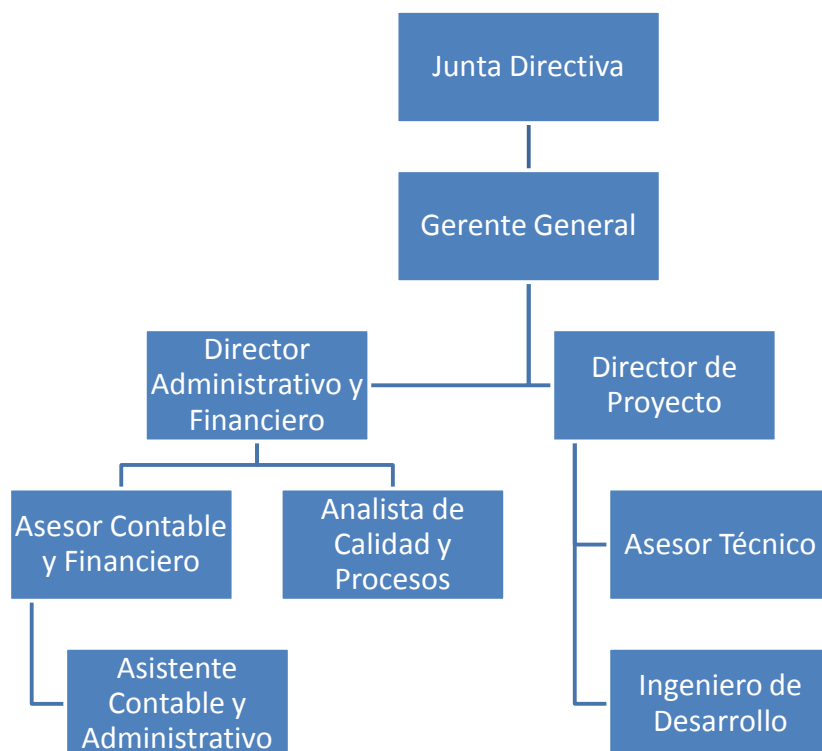 Junta Directiva
Gerente General
Director
Administrativo y
Financiero
Director de
Proyecto
Asesor Contable
y Financiero
Analista de
Calidad y
Procesos
Asesor Técnico
Asistente
Contable y
Administrativo
Ingeniero de
Desarrollo